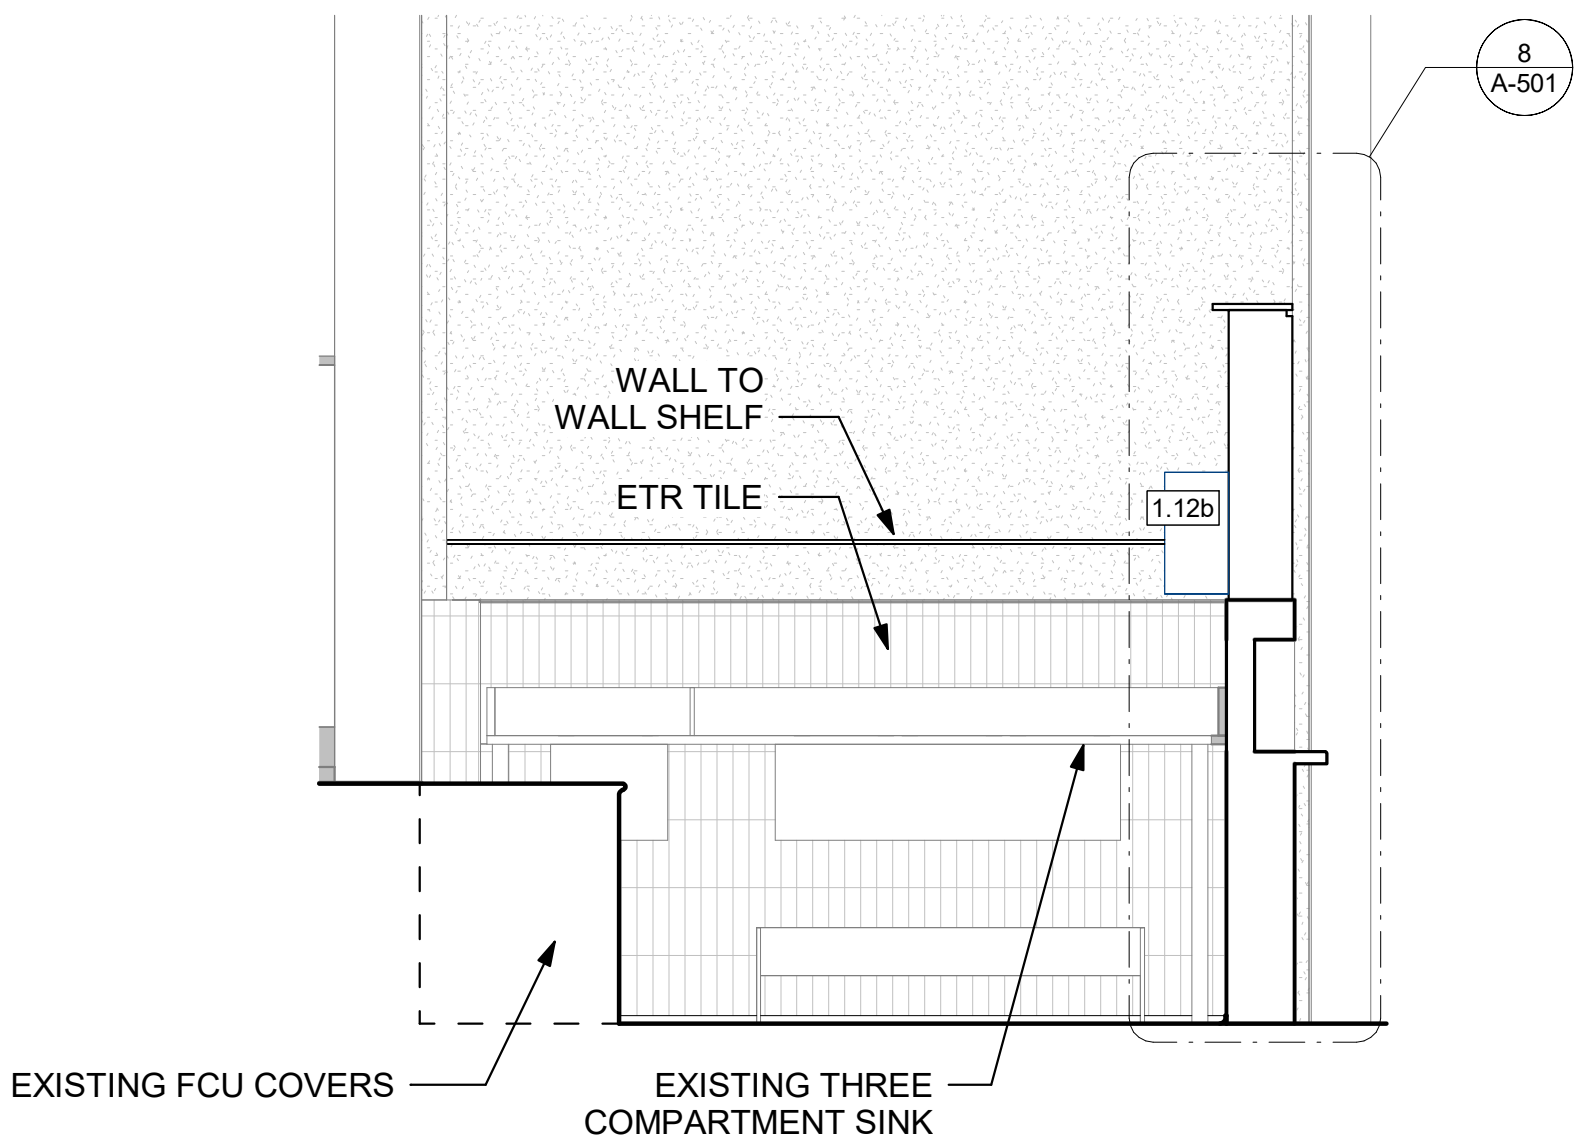 8
A-501
WALL TO
WALL SHELF
ETR TILE
1.12b
EXISTING FCU COVERS
EXISTING THREE
COMPARTMENT SINK